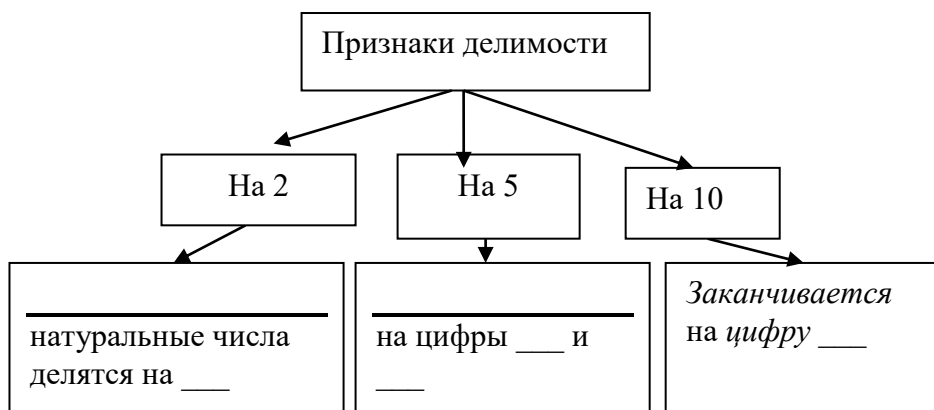 Признаки делимости
На 2
На 5
На 10
натуральные числа
делятся на ___
на цифры ___ и
___
Заканчивается
на цифру ___